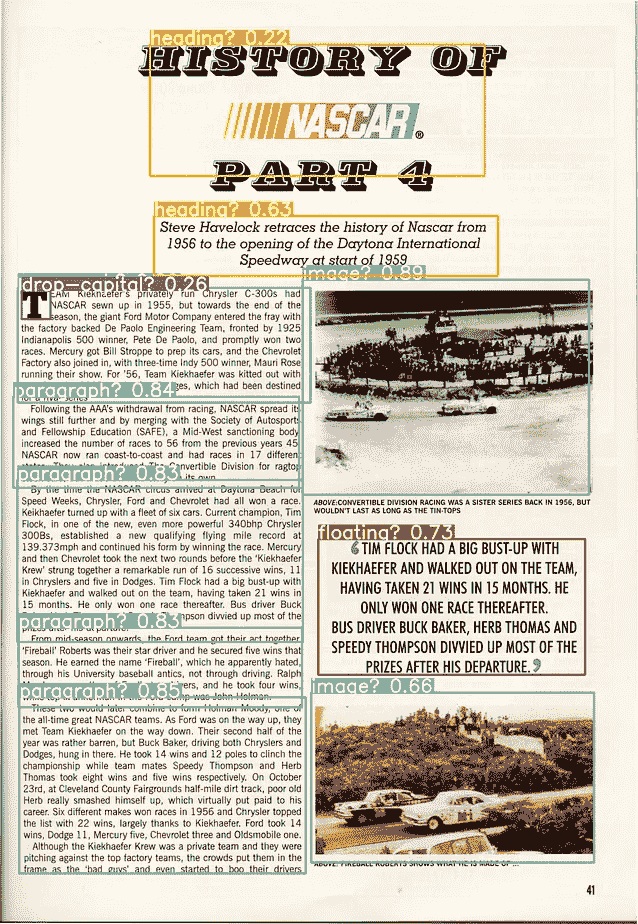 heading? 0.22
HISTORY OF
NASCAR®
PART 4
heading? 0.63
Steve Havelock retraces the history of Nascar from
1956 to the opening of the Daytona International
Speedway at start of 1959
drop-capital? 0.26
TEAM Kiekhaefer's privately run Chrysler C-300s had
NASCAR sewn up in 1955, but towards the end of the
season, the giant Ford Motor Company entered the fray with
the factory backed De Paolo Engineering Team, fronted by 1925
Indianapolis 500 winner, Pete De Paolo, and promptly won two
races. Mercury got Bill Stroppe to prep its cars, and the Chevrolet
Factory also joined in, with three-time Indy 500 winner, Mauri Rose
running their show. For '56, Team Kiekhaefer was kitted out with
ges, which had been destined
paragraph? 0.84
Following the AAA's withdrawal from racing, NASCAR spread its
wings still further and by merging with the Society of Autosports
and Fellowship Education (SAFE), a Mid-West sanctioning body
increased the number of races to 56 from the previous years 45.
NASCAR now ran coast-to-coast and had races in 17 different
states. They also introduced The Convertible Division for ragtop
its own
paragraph? 0.83
By the time the NASCAR circus arrived at Daytona Beach for
Speed Weeks, Chrysler, Ford and Chevrolet had all won a race.
Keikhaefer turned up with a fleet of six cars. Current champion, Tim
Flock, in one of the new, even more powerful 340bhp Chrysler
300Bs, established a new qualifying flying mile record at
139.373mph and continued his form by winning the race. Mercury
and then Chevrolet took the next two rounds before the 'Kiekhaefer
Krew' strung together a remarkable run of 16 successive wins, 11
in Chryslers and five in Dodges. Tim Flock had a big bust-up with
Keikhaefer and walked out on the team, having taken 21 wins in
15 months. He only won one race thereafter. Bus driver Buck
mpson divvied up most of the
paragraph? 0.83
From mid-season onwards, the Ford team got their act together.
'Fireball' Roberts was their star driver and he secured five wins that
season. He earned the name 'Fireball', which he apparently hated,
through his University baseball antics, not through driving. Ralph
vers, and he took four wins,
was John Holman.
paragraph? 0.85
These two would later combine to form Holman Moody, one of
the all-time great NASCAR teams. As Ford was on the way up, they
met Team Kiekhaefer on the way down. Their second half of the
year was rather barren, but Buck Baker, driving both Chryslers and
Dodges, hung in there. He took 14 wins and 12 poles to clinch the
championship while team mates Speedy Thompson and Herb
Thomas took eight wins and five wins respectively. On October
23rd, at Cleveland County Fairgrounds half-mile dirt track, poor old
Herb really smashed himself up, which virtually put paid to his
career. Six different makes won races in 1956 and Chrysler topped
the list with 22 wins, largely thanks to Kiekhaefer. Ford took 14
wins, Dodge 11, Mercury five, Chevrolet three and Oldsmobile one.
Although the Kiekhaefer Krew was a private team and they were
pitching against the top factory teams, the crowds put them in the
frame as the 'bad guys' and even started to boo their drivers
image? 0.89
ABOVE:CONVERTIBLE DIVISION RACING WAS A SISTER SERIES BACK IN 1956, BUT
WOULDN'T LAST AS LONG AS THE TIN-TOPS
floating? 0.73
“TIM FLOCK HAD A BIG BUST-UP WITH
KIEKHAEFER AND WALKED OUT ON THE TEAM,
HAVING TAKEN 21 WINS IN 15 MONTHS. HE
ONLY WON ONE RACE THEREAFTER.
BUS DRIVER BUCK BAKER, HERB THOMAS AND
SPEEDY THOMPSON DIVVIED UP MOST OF THE
PRIZES AFTER HIS DEPARTURE.”
image? 0.66
ABOVE: FIREBALL ROBERTS SHOWS WHAT HE IS MADE OF ...
41